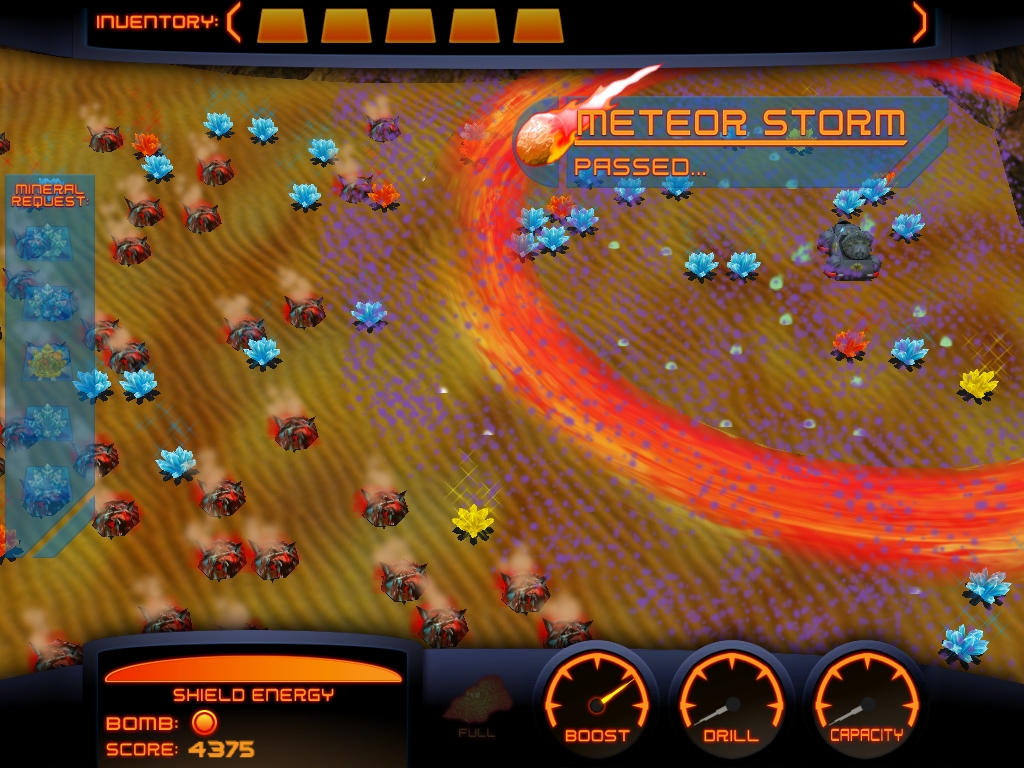 INVENTORY:
METEOR STORM
PASSED...
MINERAL
REQUEST:
SHIELD ENERGY
BOMB:
SCORE: 4375
FULL
BOOST
DRILL
CAPACITY